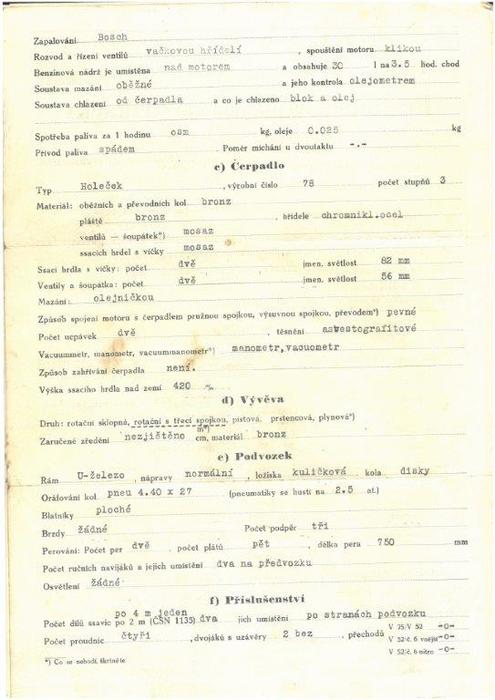 Zapalování Bosch
Rozvod a řízení ventilů vačkovou hřídelí , spouštění motoru klikou
Benzinová nádrž je umístěna nad motorem a obsahuje 30 l na 3.5 hod. chod
Soustava mazání oběžné a jeho kontrola olejometrem
Soustava chlazení od čerpadla a co je chlazeno blok a olej
Spotřeba paliva za 1 hodinu osm kg, oleje 0.025 kg
Přívod paliva spádem . Poměr míchání u dvoutaktu -.-
c) Čerpadlo
Typ Holeček , výrobní číslo 78 počet stupňů 3
Materiál: oběžních a převodních kol bronz
pláště bronz , hřídele chromnikl.ocel
ventilů — šoupátek*) mosaz
ssacích hrdel s víčky mosaz
Ssací hrdla s víčky: počet dvě jmen. světlost 82 mm
Ventily a šoupátka: počet dvě jmen. světlost 56 mm
Mazání: olejničkou
Způsob spojení motoru s čerpadlem pružnou spojkou, výsuvnou spojkou, převodem*) pevné
Počet ucpávek dvě , těsnění asbestografitové
Vacuummetr, manometr, vacuummanometr*) manometr,vacuometr
Způsob zahřívání čerpadla není.
Výška ssacího hrdla nad zemí 420 m/m
d) Vývěva
Druh: rotační sklopná, rotační s třecí spojkou, pístová, prstencová, plynová*)
Zaručené zředění nezjištěno cm, materiál bronz
e) Podvozek
Rám U-železo , nápravy normální , ložiska kuličková kola disky
Orátování kol pneu 4.40 x 27 (pneumatiky se hustí na 2.5 at.)
Blatníky ploché
Brzdy žádné Počet podpěr tři
Perování: Počet per dvě , počet plátů pět , délka pera 750 mm
Počet ručních navijáků a jejich umístění dva na předvozku
Osvětlení žádné
f) Příslušenství
po 4 m jeden
Počet dílů ssavic po 2 m (ČSN 1135) dva jich umístění po stranách podvozku
Počet proudnic čtyři , dvojáků s uzávěry 2 bez , přechodů V 75/V 52 -0-
V 52/č. 6 vnější -0-
V 52/č. 6 nitro -0-
*) Co se nehodí, škrtněte